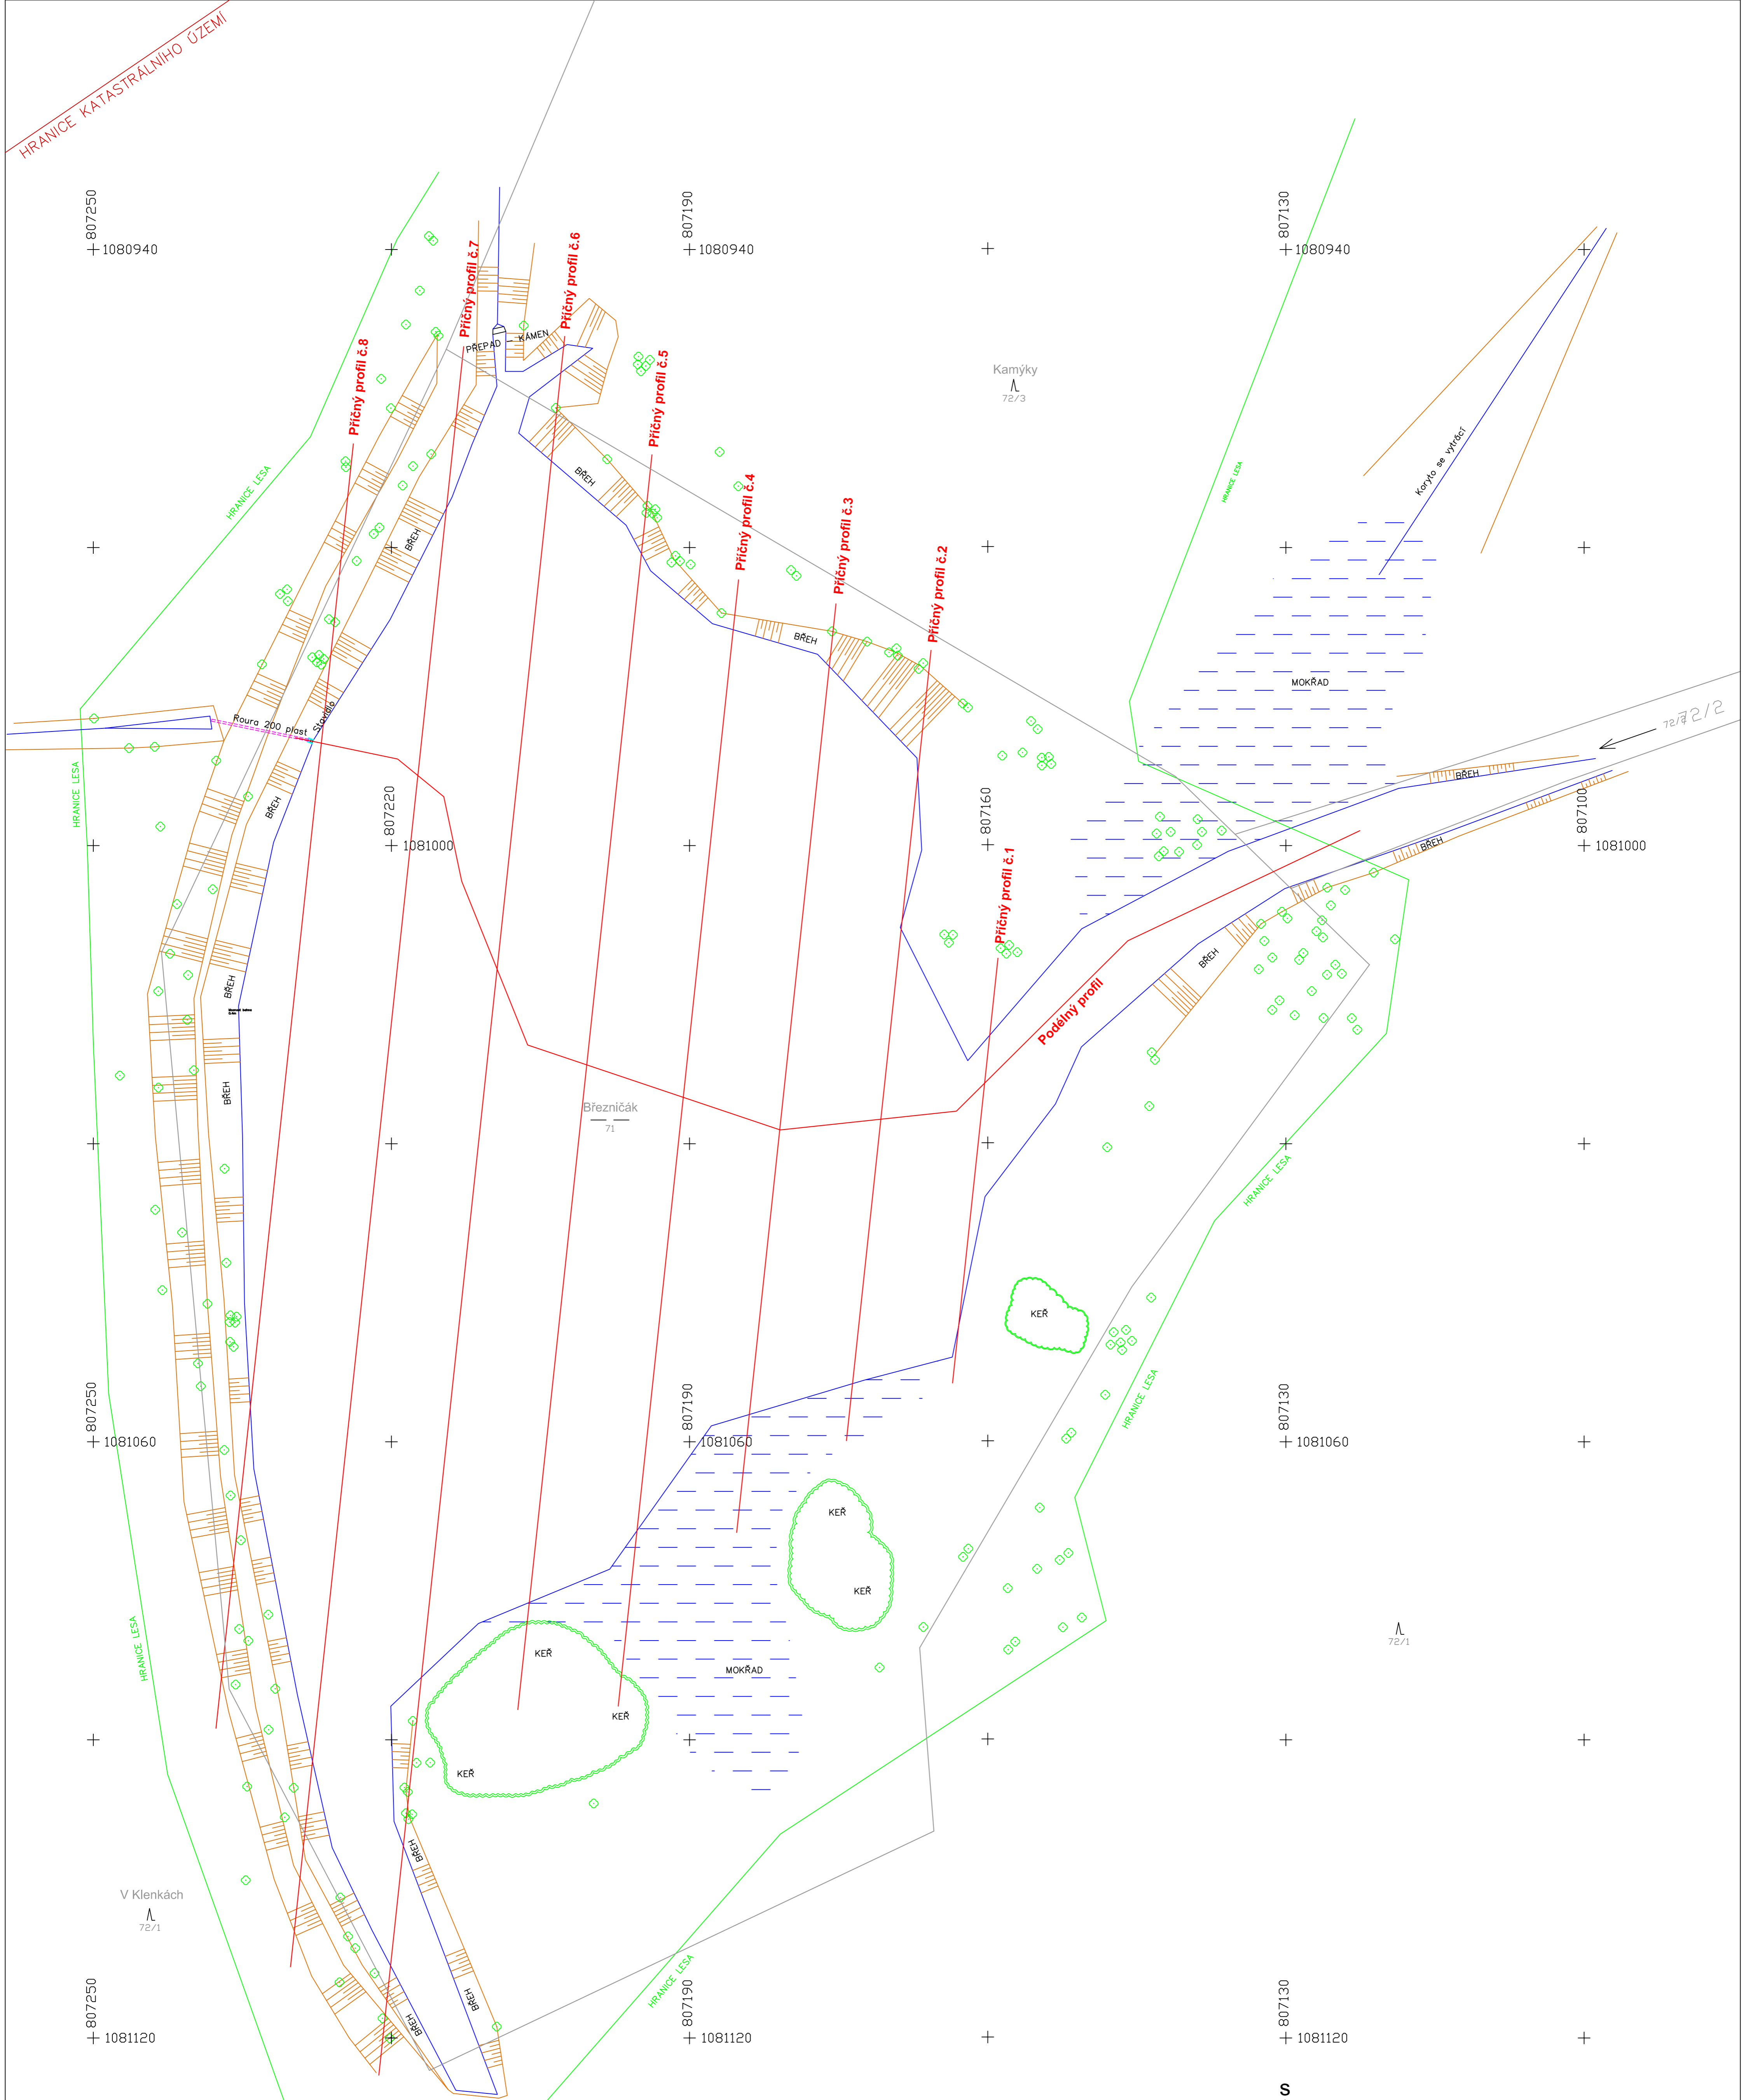 HRANICE KATASTRÁLNÍHO ÚZEMÍ
807250
1080940
807190
1080940
807130
1080940
Příčný profil č.7
Příčný profil č.6
PŘEPAD - KÁMEN
Příčný profil č.8
Příčný profil č.5
Kamýky
72/3
HRANICE LESA
BŘEH
HRANICE LESA
Koryto se vytrácí
Příčný profil č.4
Příčný profil č.3
BŘEH
Příčný profil č.2
BŘEH
MOKŘAD
Roura 200 plast
Stavidlo
72/2
72/2
HRANICE LESA
BŘEH
BŘEH
807220
1081000
807160
807100
1081000
BŘEH
Příčný profil č.1
BŘEH
BŘEH
Podélný profil
BŘEH
Březničák
71
HRANICE LESA
KEŘ
HRANICE LESA
807250
1081060
807190
1081060
807130
1081060
KEŘ
KEŘ
HRANICE LESA
KEŘ
MOKŘAD
72/1
KEŘ
KEŘ
BŘEH
V Klenkách
72/1
HRANICE LESA
BŘEH
BŘEH
807250
1081120
807190
1081120
807130
1081120
S